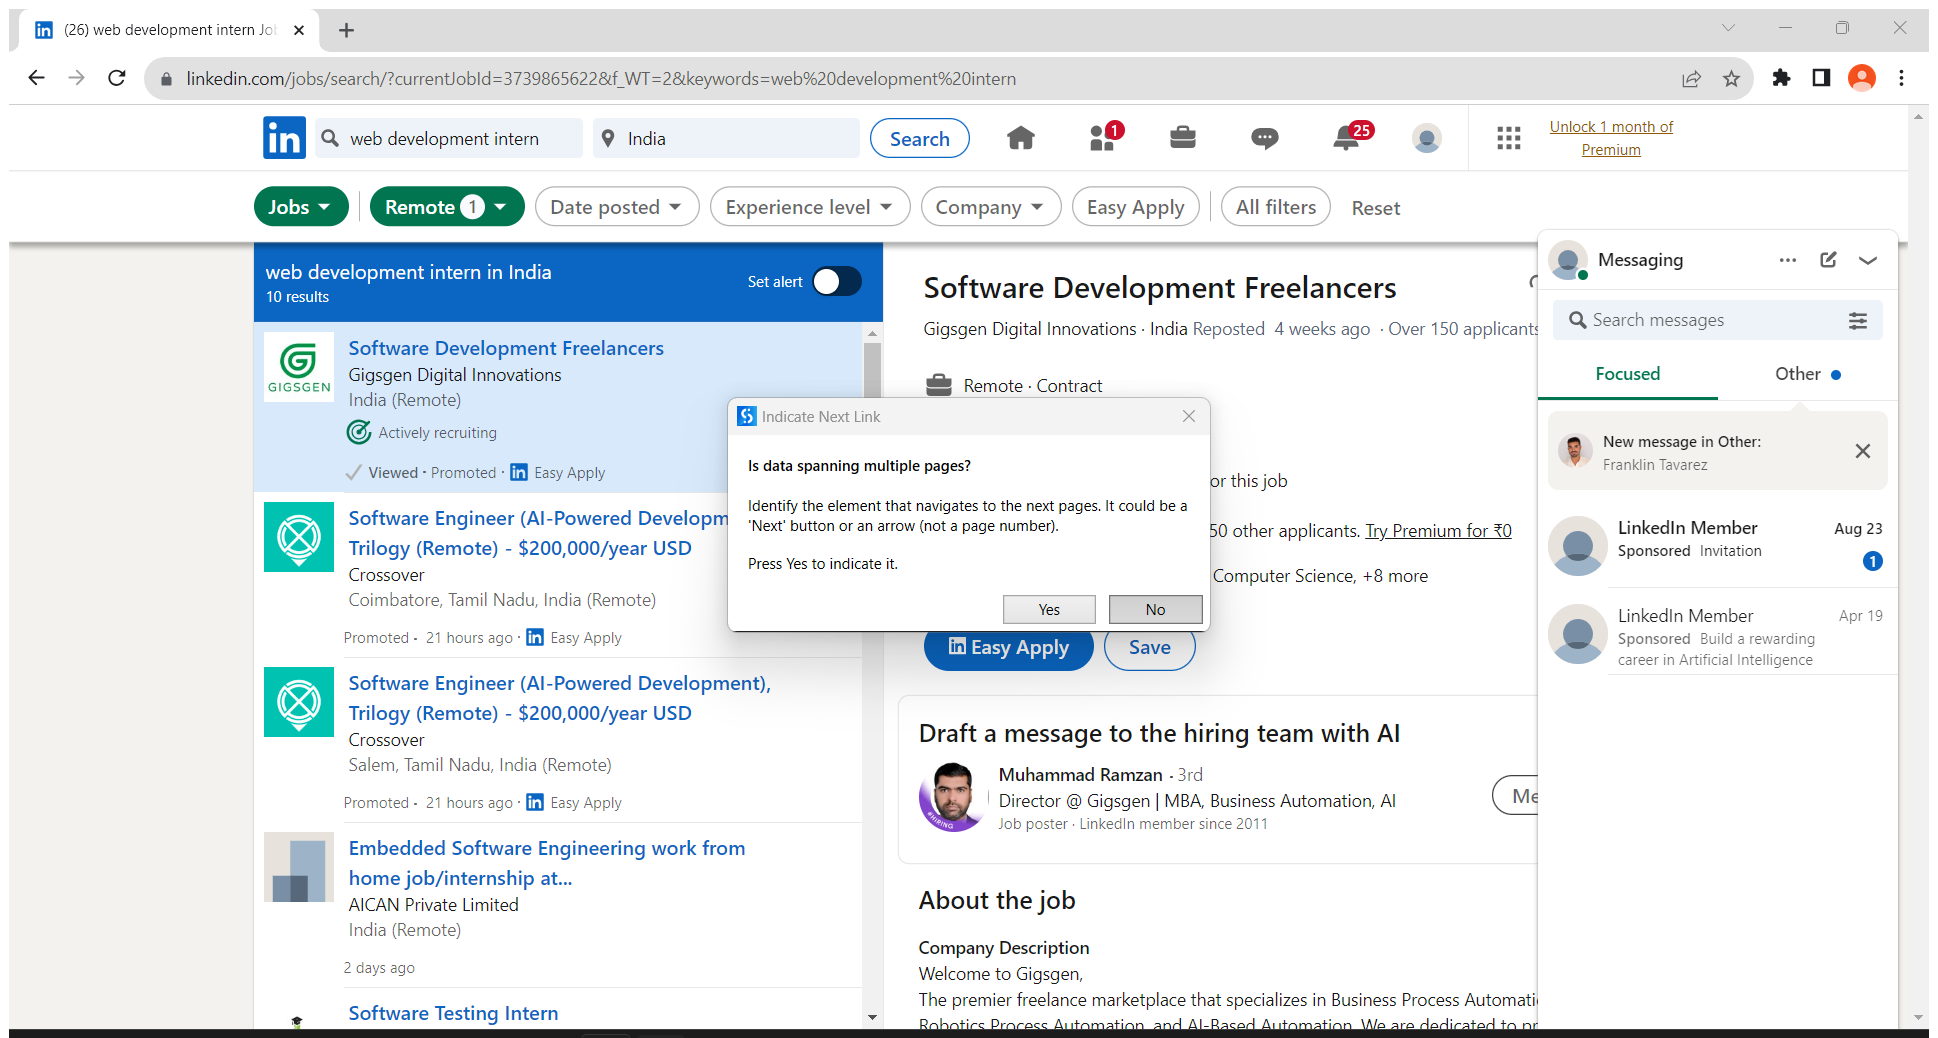 (26) web development intern Jo
linkedin.com/jobs/search/?currentJobId=3739865622&f_WT=2&keywords=web%20development%20intern
in
web development intern
India
Search
1
25
Unlock 1 month of
Premium
Jobs
Remote 1
Date posted
Experience level
Company
Easy Apply
All filters
Reset
web development intern in India
10 results
Set alert
GIGSGEN
Software Development Freelancers
Gigsgen Digital Innovations
India (Remote)
Actively recruiting
Viewed · Promoted · in Easy Apply
Software Engineer (AI-Powered Developm
Trilogy (Remote) - $200,000/year USD
Crossover
Coimbatore, Tamil Nadu, India (Remote)
Promoted · 21 hours ago · in Easy Apply
Software Engineer (AI-Powered Development),
Trilogy (Remote) - $200,000/year USD
Crossover
Salem, Tamil Nadu, India (Remote)
Promoted · 21 hours ago · in Easy Apply
Embedded Software Engineering work from
home job/internship at...
AICAN Private Limited
India (Remote)
2 days ago
Software Testing Intern
Software Development Freelancers
Gigsgen Digital Innovations · India Reposted 4 weeks ago · Over 150 applicants
Remote · Contract
or this job
50 other applicants. Try Premium for ₹0
Computer Science, +8 more
in Easy Apply
Save
Indicate Next Link
Is data spanning multiple pages?
Identify the element that navigates to the next pages. It could be a
'Next' button or an arrow (not a page number).
Press Yes to indicate it.
Yes
No
Draft a message to the hiring team with AI
#HIRING
Muhammad Ramzan · 3rd
Director @ Gigsgen | MBA, Business Automation, AI
Job poster · LinkedIn member since 2011
Me
About the job
Company Description
Welcome to Gigsgen,
The premier freelance marketplace that specializes in Business Process Automati
Robotics Process Automation, and AI-Based Automation. We are dedicated to pr
Messaging
Search messages
Focused
Other
New message in Other:
Franklin Tavarez
LinkedIn Member
Aug 23
Sponsored Invitation
1
LinkedIn Member
Apr 19
Sponsored Build a rewarding
career in Artificial Intelligence